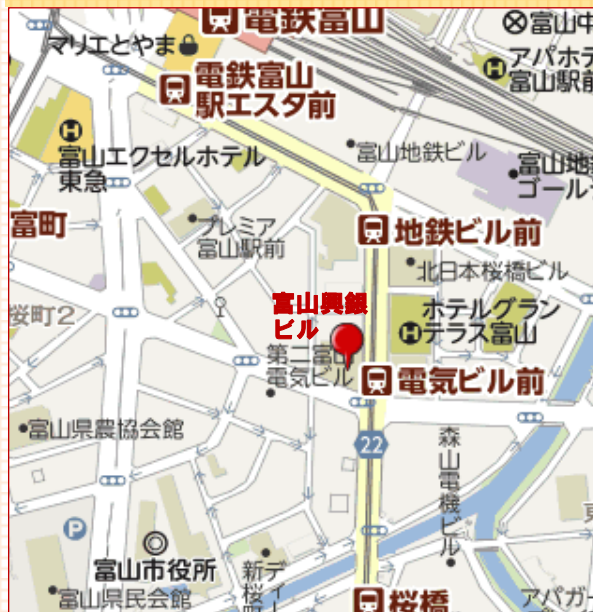 電鉄富山
富山中
マリエとやま
アパホテ
富山駅前
電鉄富山
駅エスタ前
富山地鉄ビル
富山エクセルホテル
東急
富山地
ゴール
富町
プレミア
富山駅前
地鉄ビル前
北日本桜橋ビル
富山興銀
ビル
桜町2
ホテルグラン
テラス富山
第二富山
電気ビル
電気ビル前
富山県農協会館
22
森山電機ビル
富山市役所
新ディ
桜町
富山県民会館
桜橋
アパガー